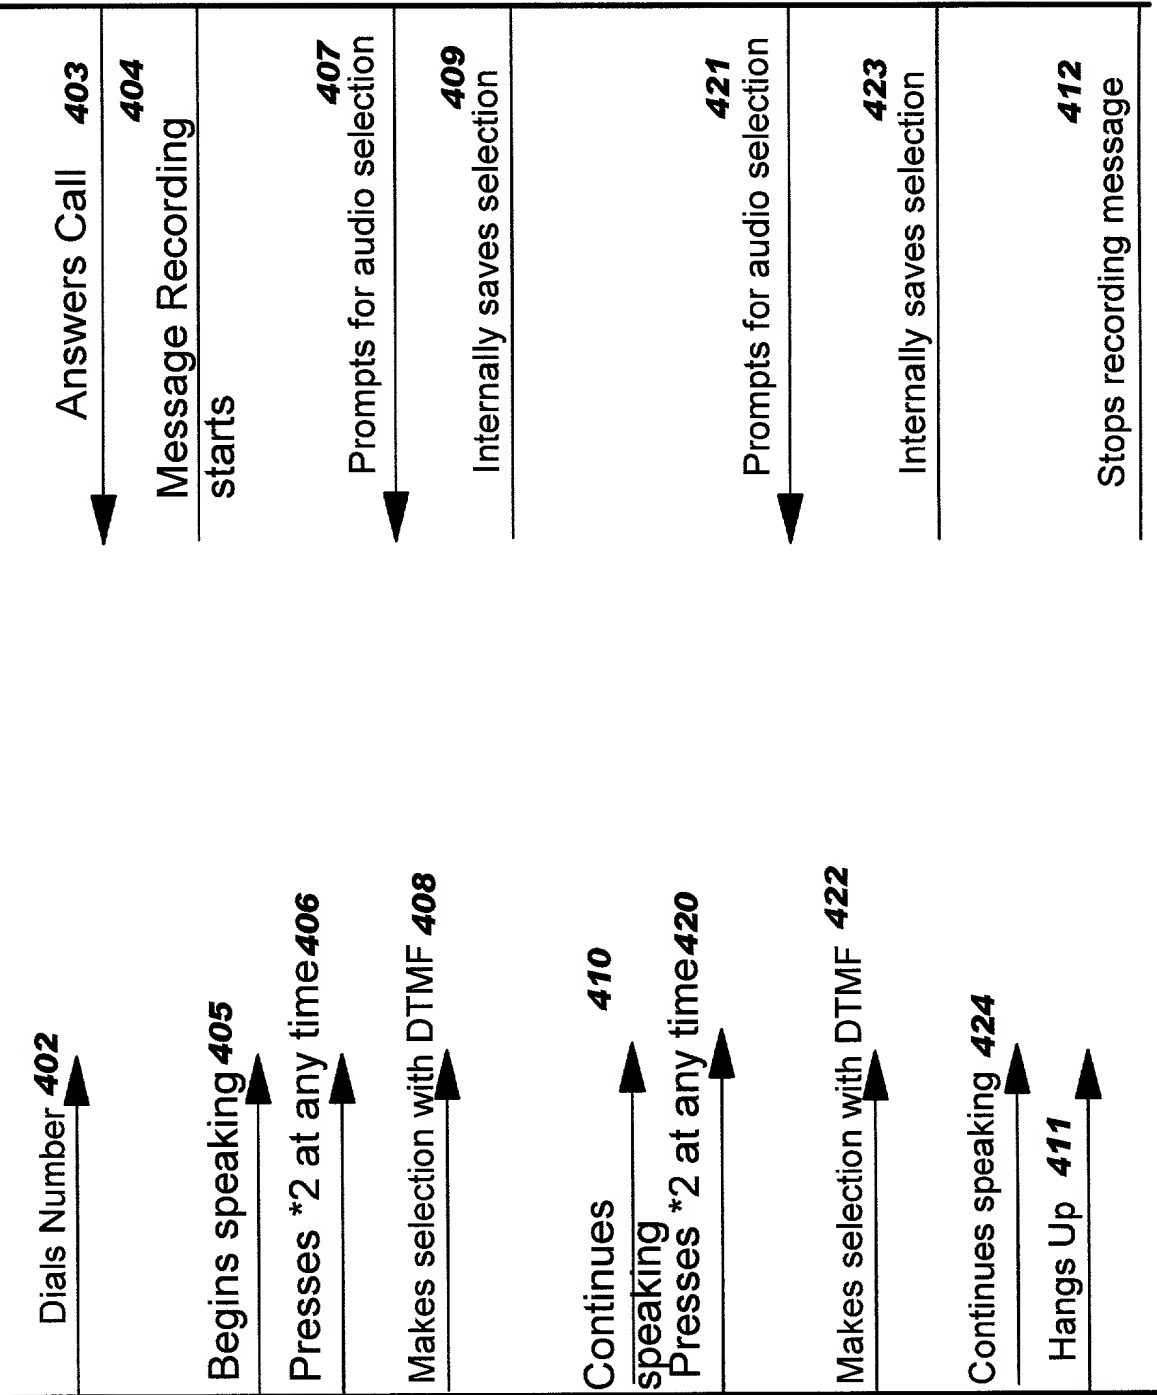 Dials Number 402
Answers Call 403
404
Message Recording
starts
Begins speaking 405
Presses *2 at any time 406
407
Prompts for audio selection
Makes selection with DTMF 408
409
Internally saves selection
410
Continues
speaking
Presses *2 at any time 420
421
Prompts for audio selection
Makes selection with DTMF 422
423
Internally saves selection
Continues speaking 424
Hangs Up 411
412
Stops recording message